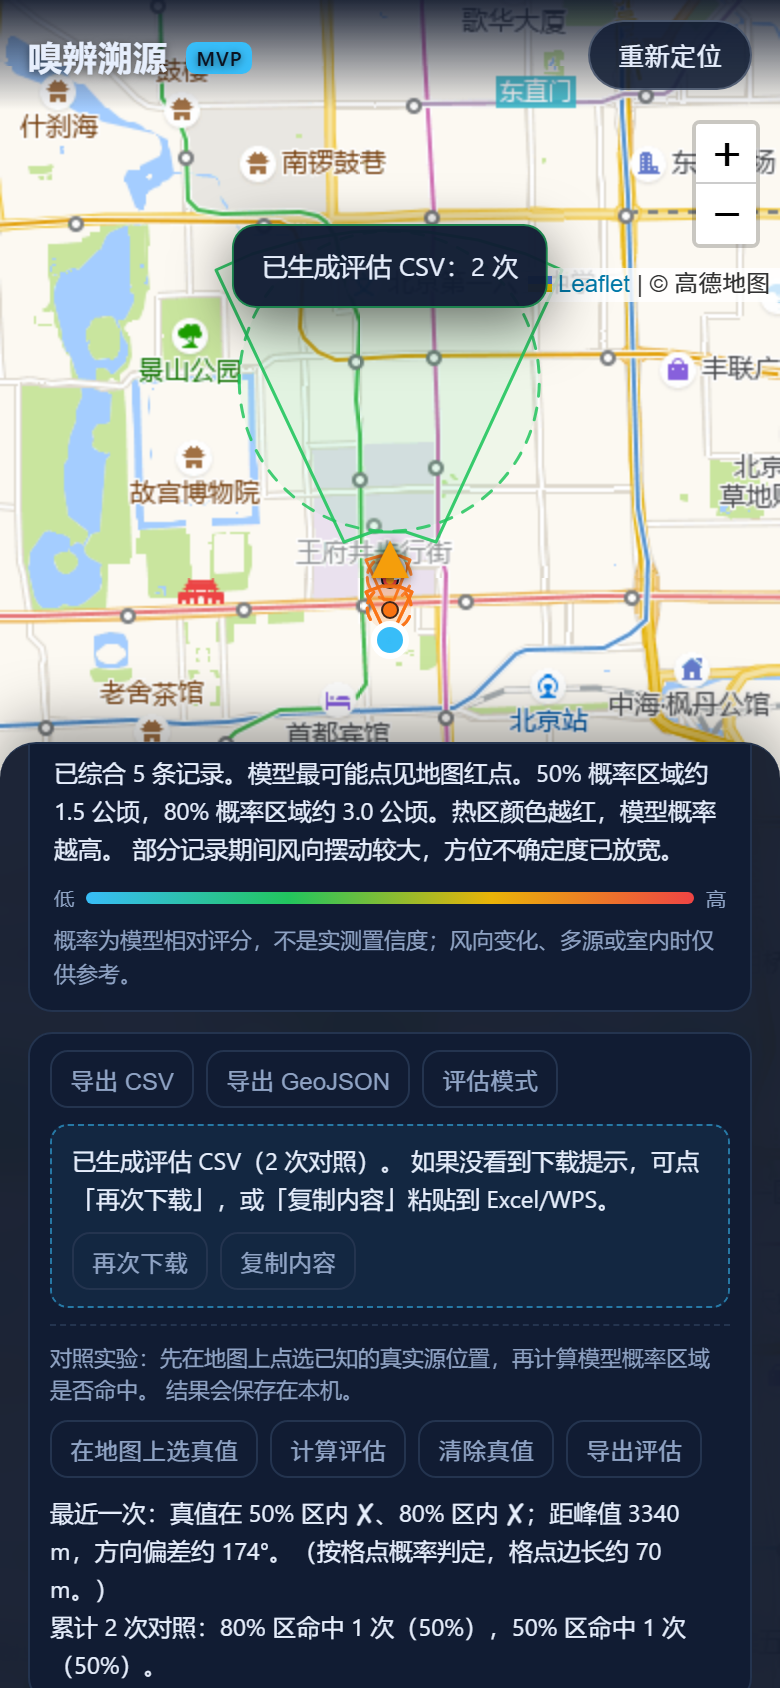 歌华大厦
嗅辨溯源 MVP
鼓楼
重新定位
东直门
什刹海
南锣鼓巷
东
场
+
−
已生成评估 CSV：2 次
Leaflet | © 高德地图
景山公园
丰联广
故宫博物院
北京
草地
王府井 行街
老舍茶馆
首都宾馆
北京站
中海·枫丹公馆
已综合 5 条记录。模型最可能点见地图红点。50% 概率区域约
1.5 公顷，80% 概率区域约 3.0 公顷。热区颜色越红，模型概率
越高。 部分记录期间风向摆动较大，方位不确定度已放宽。
低
高
概率为模型相对评分，不是实测置信度；风向变化、多源或室内时仅
供参考。
导出 CSV
导出 GeoJSON
评估模式
已生成评估 CSV（2 次对照）。 如果没看到下载提示，可点
「再次下载」，或「复制内容」粘贴到 Excel/WPS。
再次下载
复制内容
对照实验：先在地图上点选已知的真实源位置，再计算模型概率区域
是否命中。 结果会保存在本机。
在地图上选真值
计算评估
清除真值
导出评估
最近一次：真值在 50% 区内 ✗、80% 区内 ✗；距峰值 3340
m，方向偏差约 174°。（按格点概率判定，格点边长约 70
m。）
累计 2 次对照：80% 区命中 1 次（50%），50% 区命中 1 次
（50%）。